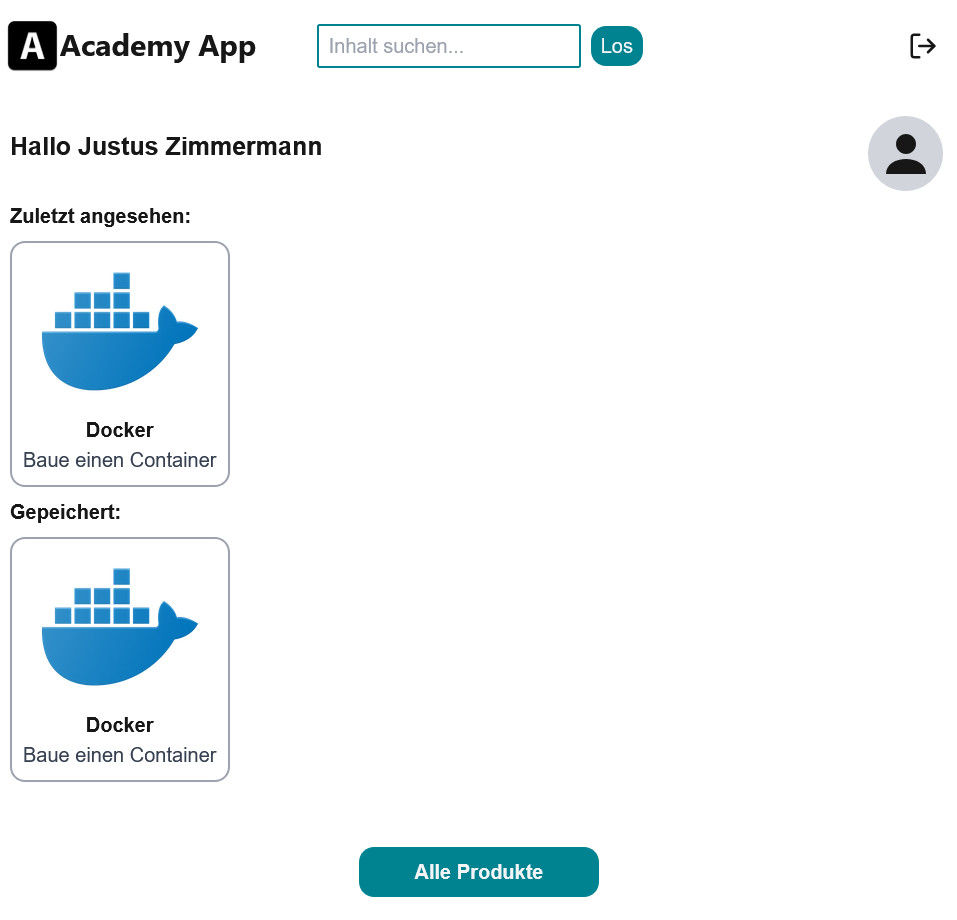 A Academy App
Inhalt suchen...
Los
Hallo Justus Zimmermann
Zuletzt angesehen:
Docker
Baue einen Container
Gepeichert:
Docker
Baue einen Container
Alle Produkte